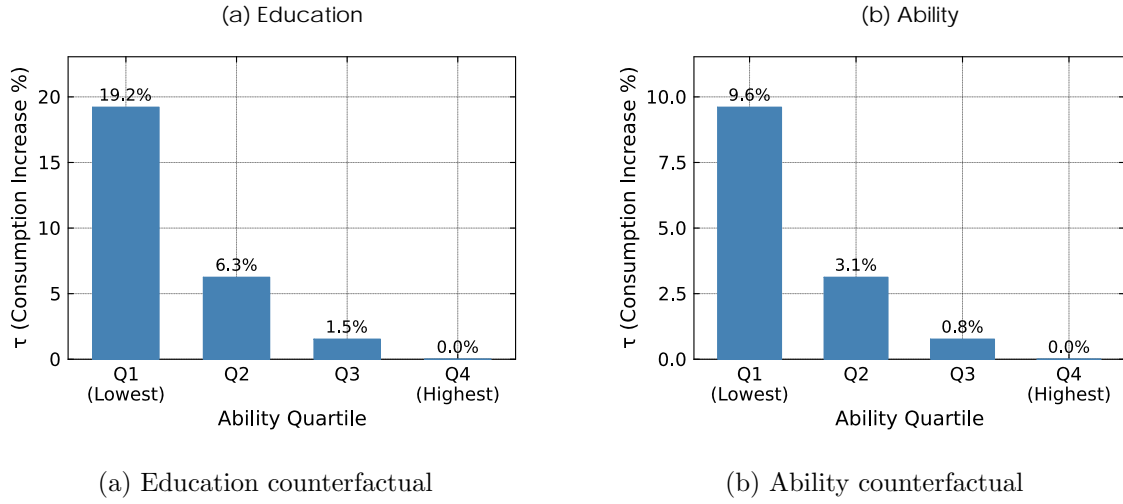 (a) Education
τ (Consumption Increase %)
20
15
10
5
0
19.2%
6.3%
1.5%
0.0%
Q1 Q2 Q3 Q4
(Lowest) (Highest)
Ability Quartile
(a) Education counterfactual
(b) Ability
τ (Consumption Increase %)
10.0
7.5
5.0
2.5
0.0
9.6%
3.1%
0.8%
0.0%
Q1 Q2 Q3 Q4
(Lowest) (Highest)
Ability Quartile
(b) Ability counterfactual